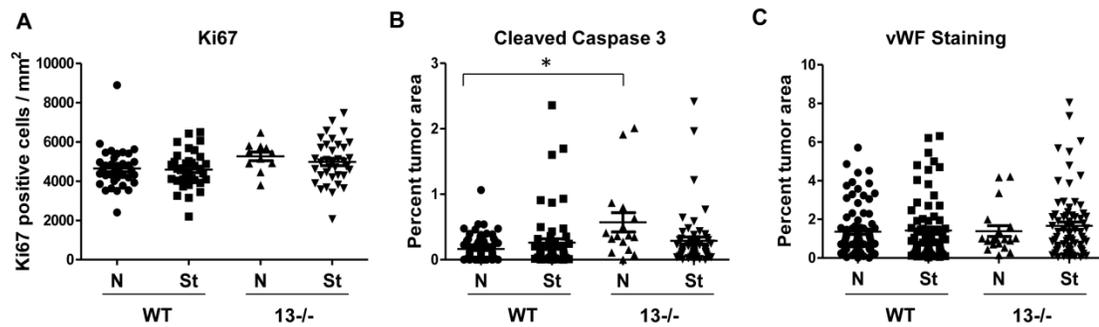 A
Ki67
Ki67 positive cells / mm²
10000
8000
6000
4000
2000
0
N St N St
WT 13-/-
B
Cleaved Caspase 3
Percent tumor area
3
2
1
0
*
N St N St
WT 13-/-
C
vWF Staining
Percent tumor area
10
8
6
4
2
0
N St N St
WT 13-/-